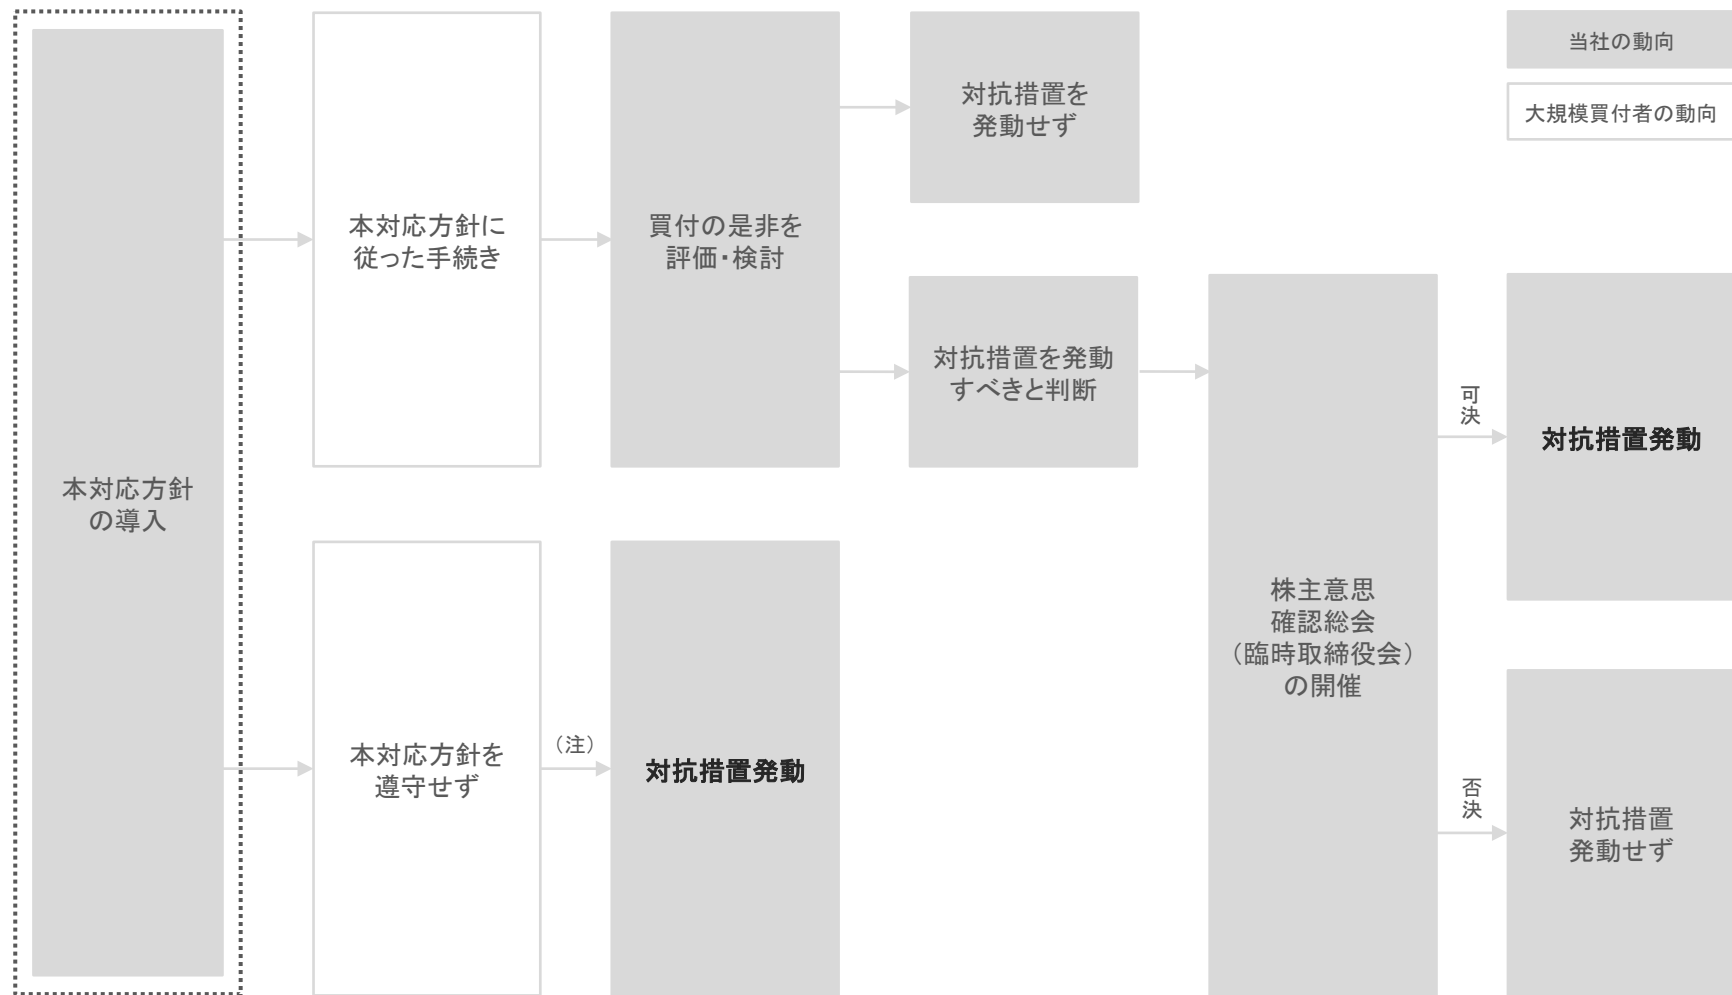 本対応方針
の導入
本対応方針に
従った手続き
買付の是非を
評価・検討
対抗措置を
発動せず
対抗措置を発動
すべきと判断
株主意思
確認総会
（臨時取締役会）
の開催
可
決
対抗措置発動
否
決
対抗措置
発動せず
本対応方針を
遵守せず
（注）
対抗措置発動
当社の動向
大規模買付者の動向